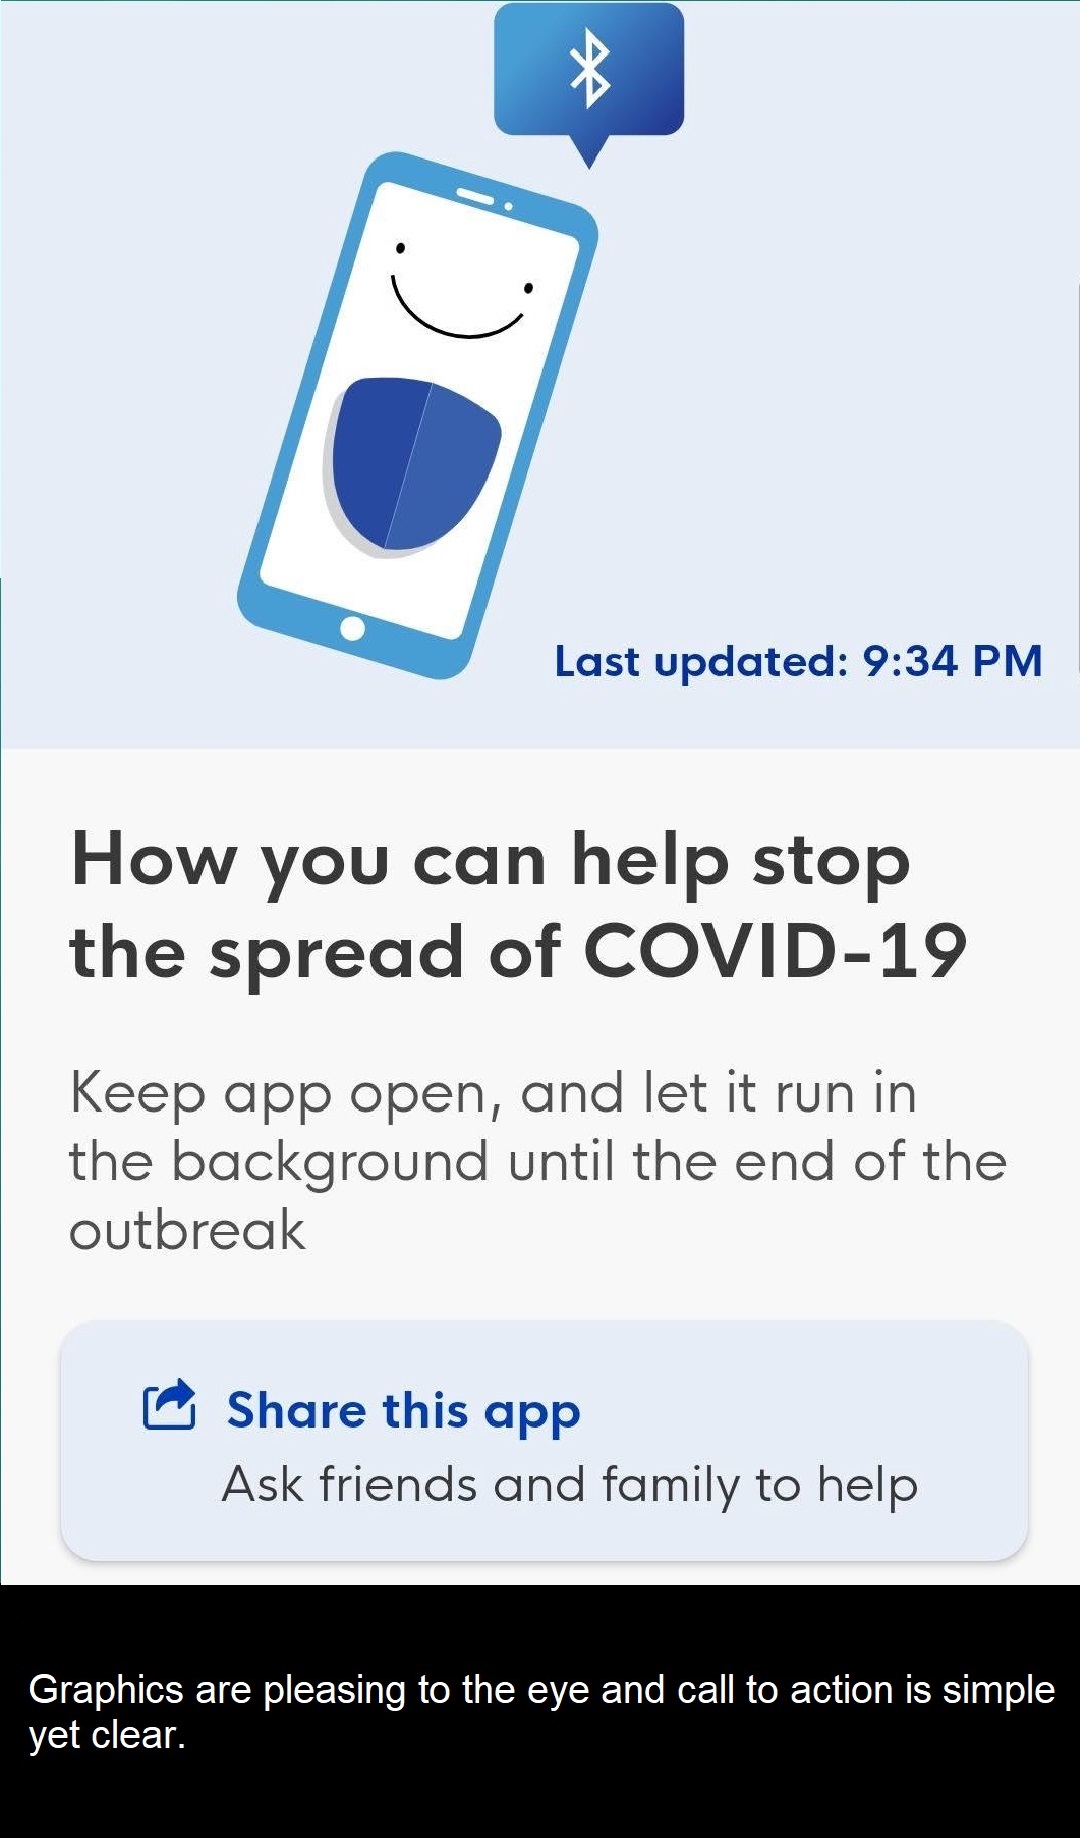 Last updated: 9:34 PM
How you can help stop
the spread of COVID-19
Keep app open, and let it run in
the background until the end of the
outbreak
Share this app
Ask friends and family to help
Graphics are pleasing to the eye and call to action is simple
yet clear.